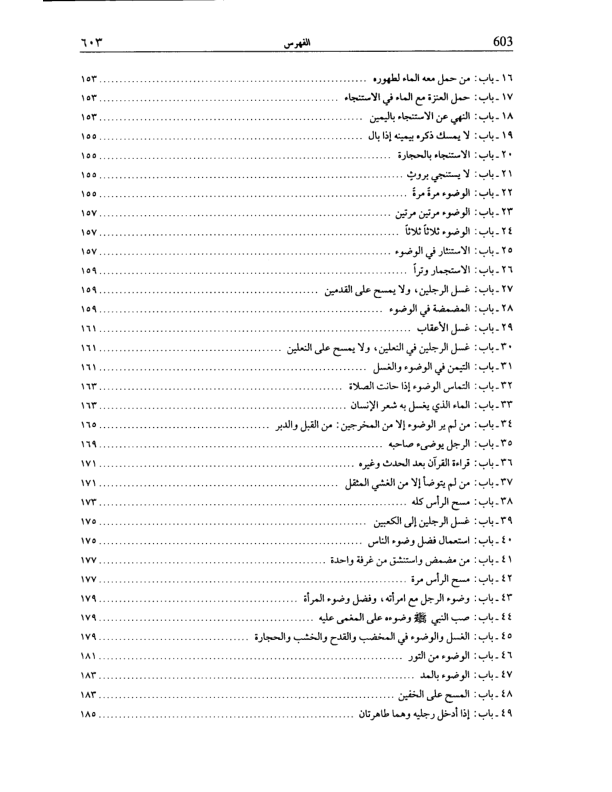 603 الفهرس ٦٠٣
١٦ ـ باب: من حمل معه الماء لطهوره ........ ١٥٣
١٧ ـ باب: حمل العنزة مع الماء في الاستنجاء ........ ١٥٣
١٨ ـ باب: النهي عن الاستنجاء باليمين ........ ١٥٣
١٩ ـ باب: لا يمسك ذكره بيمينه إذا بال ........ ١٥٥
٢٠ ـ باب: الاستنجاء بالحجارة ........ ١٥٥
٢١ ـ باب: لا يستنجي بروثٍ ........ ١٥٥
٢٢ ـ باب: الوضوء مرةً مرةً ........ ١٥٥
٢٣ ـ باب: الوضوء مرتين مرتين ........ ١٥٧
٢٤ ـ باب: الوضوء ثلاثاً ثلاثاً ........ ١٥٧
٢٥ ـ باب: الاستنثار في الوضوء ........ ١٥٧
٢٦ ـ باب: الاستجمار وتراً ........ ١٥٩
٢٧ ـ باب: غسل الرجلين، ولا يمسح على القدمين ........ ١٥٩
٢٨ ـ باب: المضمضة في الوضوء ........ ١٥٩
٢٩ ـ باب: غسل الأعقاب ........ ١٦١
٣٠ ـ باب: غسل الرجلين في النعلين، ولا يمسح على النعلين ........ ١٦١
٣١ ـ باب: التيمن في الوضوء والغسل ........ ١٦١
٣٢ ـ باب: التماس الوضوء إذا حانت الصلاة ........ ١٦٣
٣٣ ـ باب: الماء الذي يغسل به شعر الإنسان ........ ١٦٣
٣٤ ـ باب: من لم ير الوضوء إلا من المخرجين: من القبل والدبر ........ ١٦٥
٣٥ ـ باب: الرجل يوضىء صاحبه ........ ١٦٩
٣٦ ـ باب: قراءة القرآن بعد الحدث وغيره ........ ١٧١
٣٧ ـ باب: من لم يتوضأ إلا من الغشي المثقل ........ ١٧١
٣٨ ـ باب: مسح الرأس كله ........ ١٧٣
٣٩ ـ باب: غسل الرجلين إلى الكعبين ........ ١٧٥
٤٠ ـ باب: استعمال فضل وضوء الناس ........ ١٧٥
٤١ ـ باب: من مضمض واستنشق من غرفة واحدة ........ ١٧٧
٤٢ ـ باب: مسح الرأس مرة ........ ١٧٧
٤٣ ـ باب: وضوء الرجل مع امرأته، وفضل وضوء المرأة ........ ١٧٩
٤٤ ـ باب: صب النبي ﷺ وضوءه على المغمى عليه ........ ١٧٩
٤٥ ـ باب: الغسل والوضوء في المخضب والقدح والخشب والحجارة ........ ١٧٩
٤٦ ـ باب: الوضوء من التور ........ ١٨١
٤٧ ـ باب: الوضوء بالمد ........ ١٨٣
٤٨ ـ باب: المسح على الخفين ........ ١٨٣
٤٩ ـ باب: إذا أدخل رجليه وهما طاهرتان ........ ١٨٥